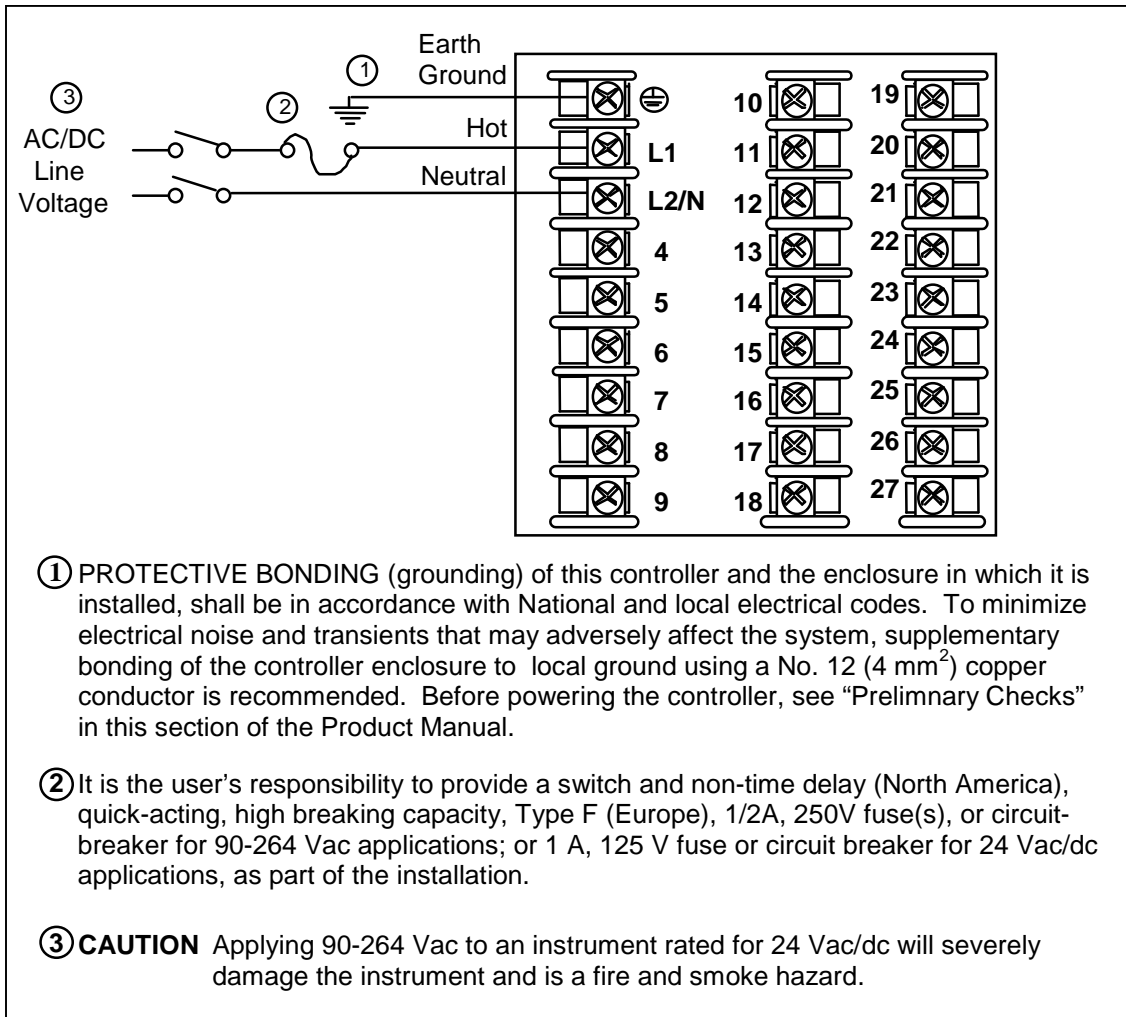 Earth
Ground
①
③
②
AC/DC
Line
Voltage
Hot
Neutral
L1
L2/N
4
5
6
7
8
9
10
11
12
13
14
15
16
17
18
19
20
21
22
23
24
25
26
27
① PROTECTIVE BONDING (grounding) of this controller and the enclosure in which it is
installed, shall be in accordance with National and local electrical codes. To minimize
electrical noise and transients that may adversely affect the system, supplementary
bonding of the controller enclosure to local ground using a No. 12 (4 mm²) copper
conductor is recommended. Before powering the controller, see “Prelimnary Checks”
in this section of the Product Manual.
② It is the user’s responsibility to provide a switch and non-time delay (North America),
quick-acting, high breaking capacity, Type F (Europe), 1/2A, 250V fuse(s), or circuit-
breaker for 90-264 Vac applications; or 1 A, 125 V fuse or circuit breaker for 24 Vac/dc
applications, as part of the installation.
③ CAUTION Applying 90-264 Vac to an instrument rated for 24 Vac/dc will severely
damage the instrument and is a fire and smoke hazard.